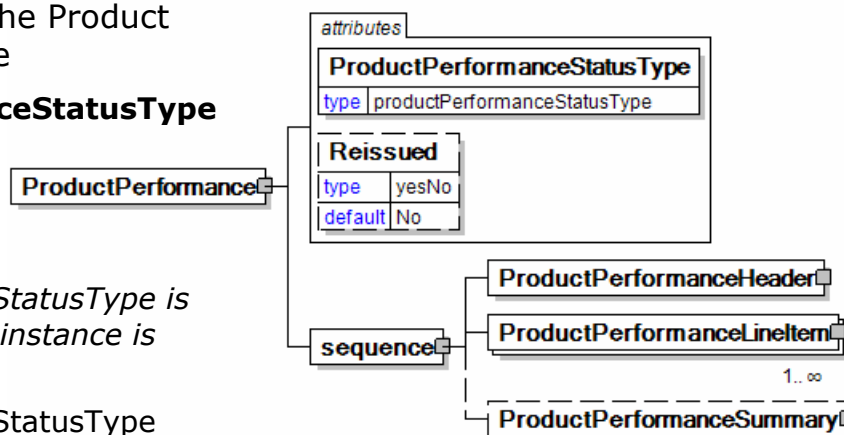 he Product
e
ceStatusType
StatusType is
instance is
StatusType
attributes
ProductPerformanceStatusType
type productPerformanceStatusType
Reissued
type yesNo
default No
ProductPerformance
sequence
ProductPerformanceHeader
ProductPerformanceLineItem
1.. ∞
ProductPerformanceSummary